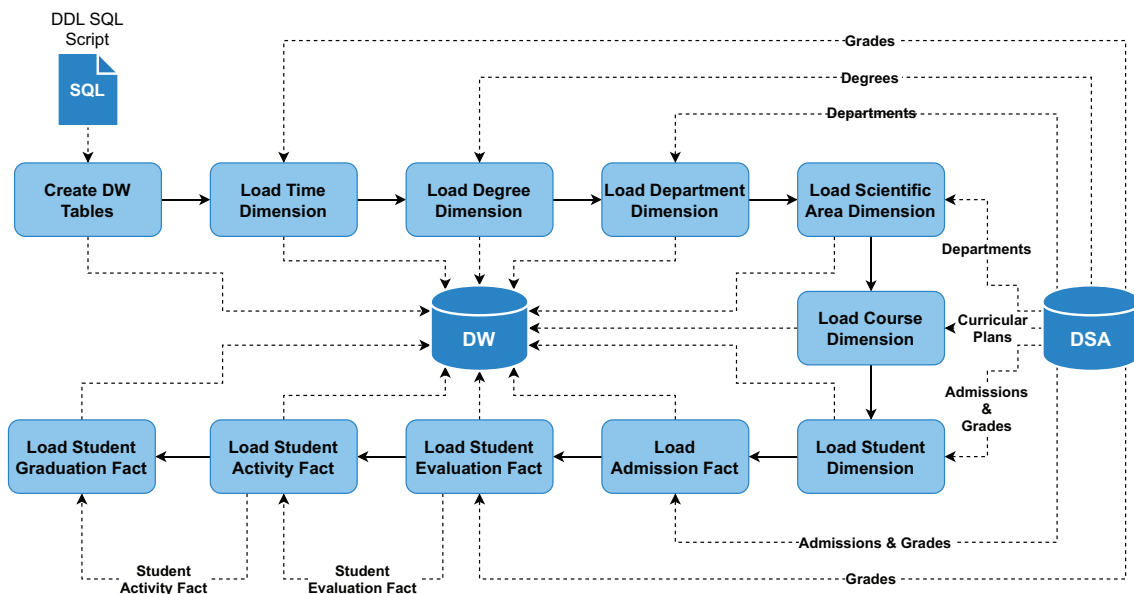 DDL SQL
Script
SQL
Grades
Degrees
Departments
Create DW
Tables
Load Time
Dimension
Load Degree
Dimension
Load Department
Dimension
Load Scientific
Area Dimension
Departments
DW
Load Course
Dimension
Curricular
Plans
DSA
Admissions
&
Grades
Load Student
Graduation Fact
Load Student
Activity Fact
Load Student
Evaluation Fact
Load
Admission Fact
Load Student
Dimension
Admissions & Grades
Student
Activity Fact
Student
Evaluation Fact
Grades